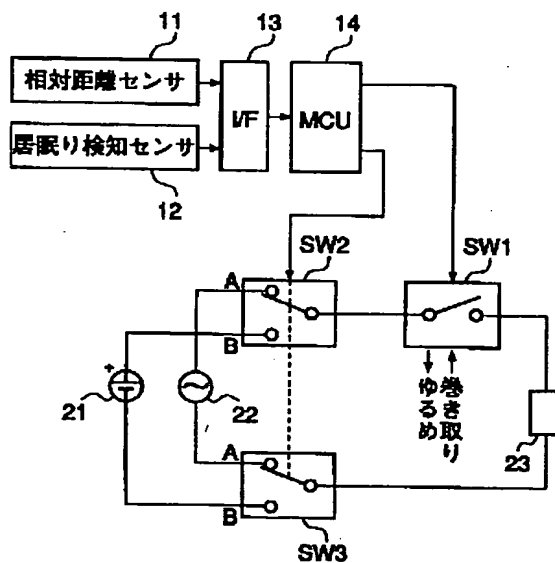 11
13
14
相対距離センサ
I/F
MCU
居眠り検知センサ
12
SW2
SW1
A
B
+
21
22
ゆるめ
巻き取り
23
A
B
SW3